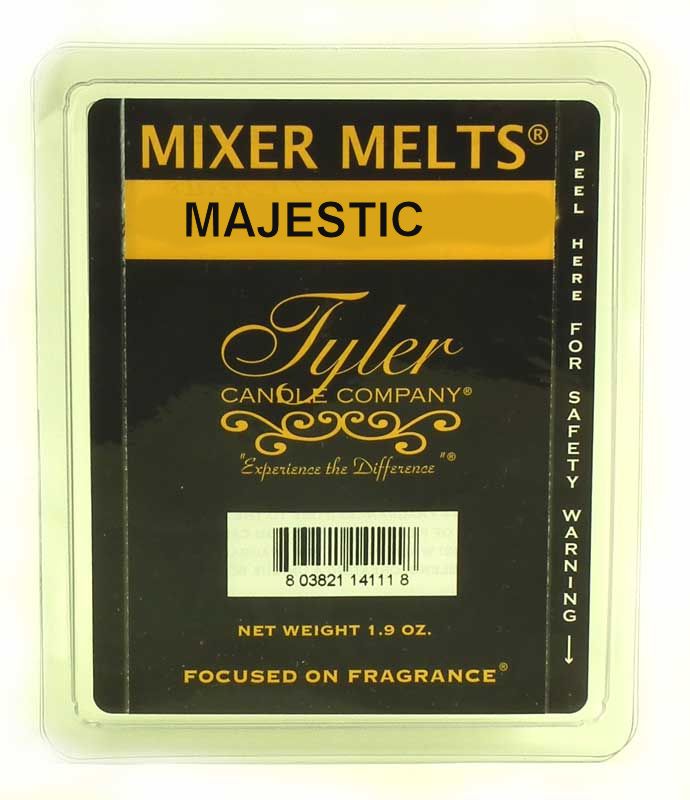 MIXER MELTS®
MAJESTIC
Tyler
CANDLE COMPANY®
"Experience the Difference"®
8 03821 14111 8
NET WEIGHT 1.9 OZ.
FOCUSED ON FRAGRANCE®
PEEL HERE FOR SAFETY WARNING